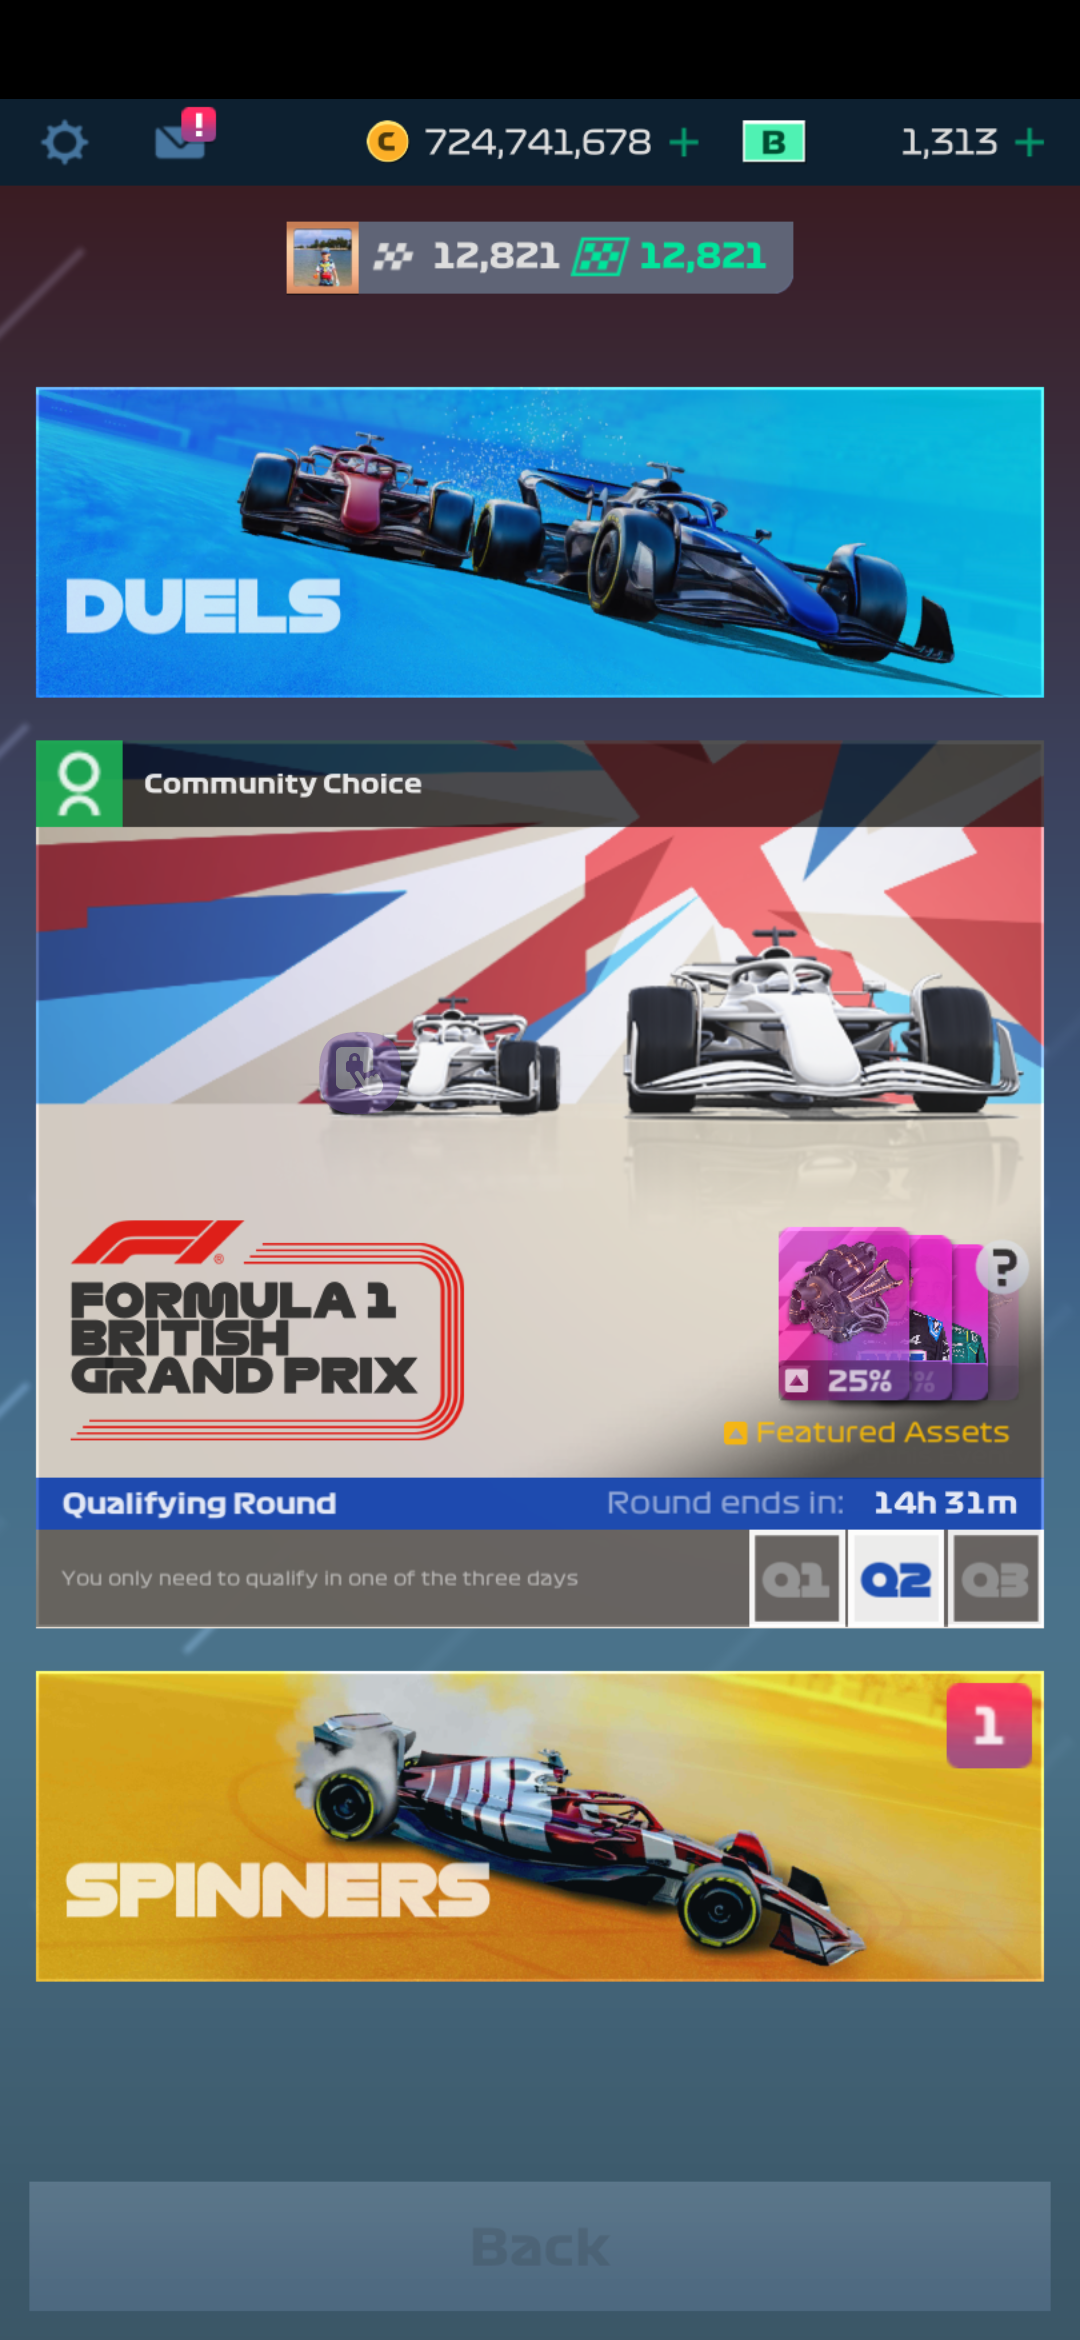 !
C 724,741,678 +
B 1,313 +
12,821 12,821
DUELS
Community Choice
F1
FORMULA 1
BRITISH
GRAND PRIX
?
25%
Featured Assets
Qualifying Round
Round ends in: 14h 31m
You only need to qualify in one of the three days
Q1 Q2 Q3
1
SPINNERS
Back